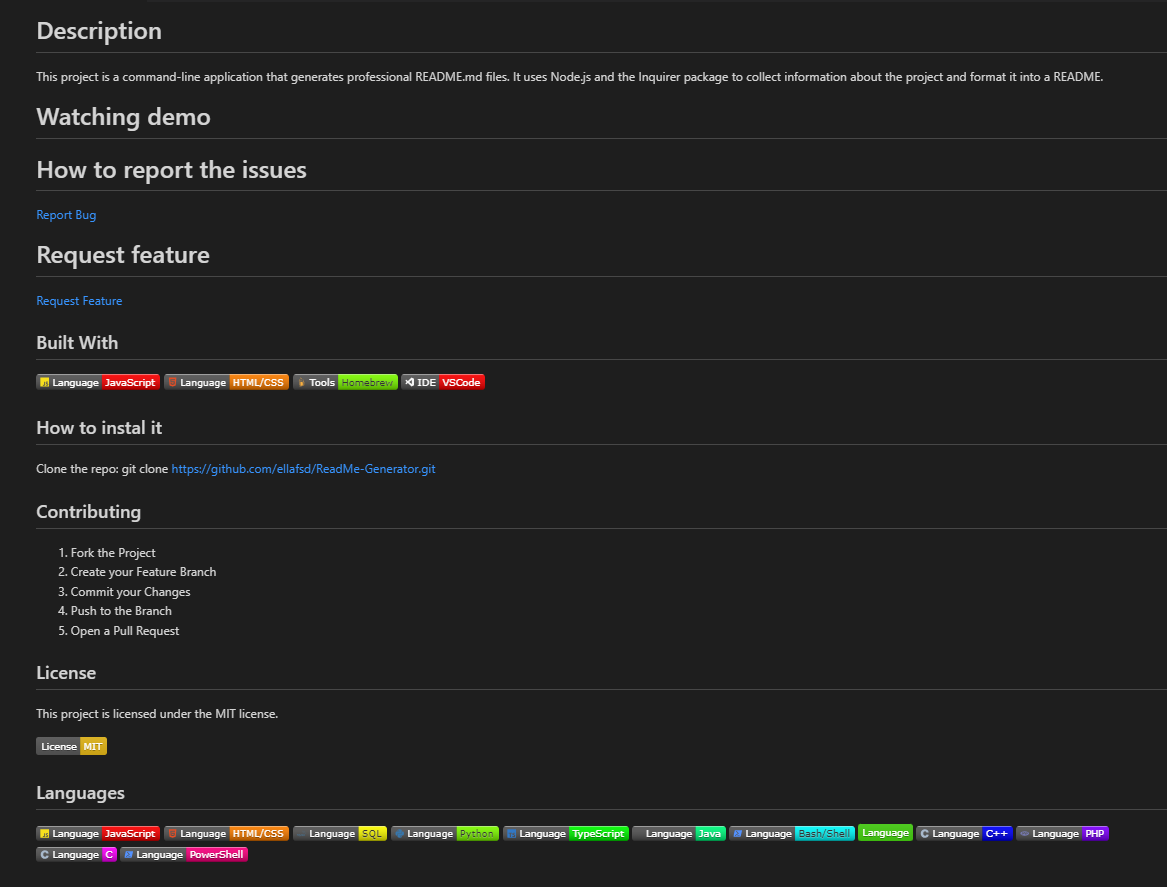 Description
This project is a command-line application that generates professional README.md files. It uses Node.js and the Inquirer package to collect information about the project and format it into a README.
Watching demo
How to report the issues
Report Bug
Request feature
Request Feature
Built With
Language JavaScript Language HTML/CSS Tools Homebrew IDE VSCode
How to instal it
Clone the repo: git clone https://github.com/ellafsd/ReadMe-Generator.git
Contributing
1. Fork the Project
2. Create your Feature Branch
3. Commit your Changes
4. Push to the Branch
5. Open a Pull Request
License
This project is licensed under the MIT license.
License MIT
Languages
Language JavaScript Language HTML/CSS Language SQL Language Python Language TypeScript Language Java Language Bash/Shell Language Language C++ Language PHP
Language C Language PowerShell